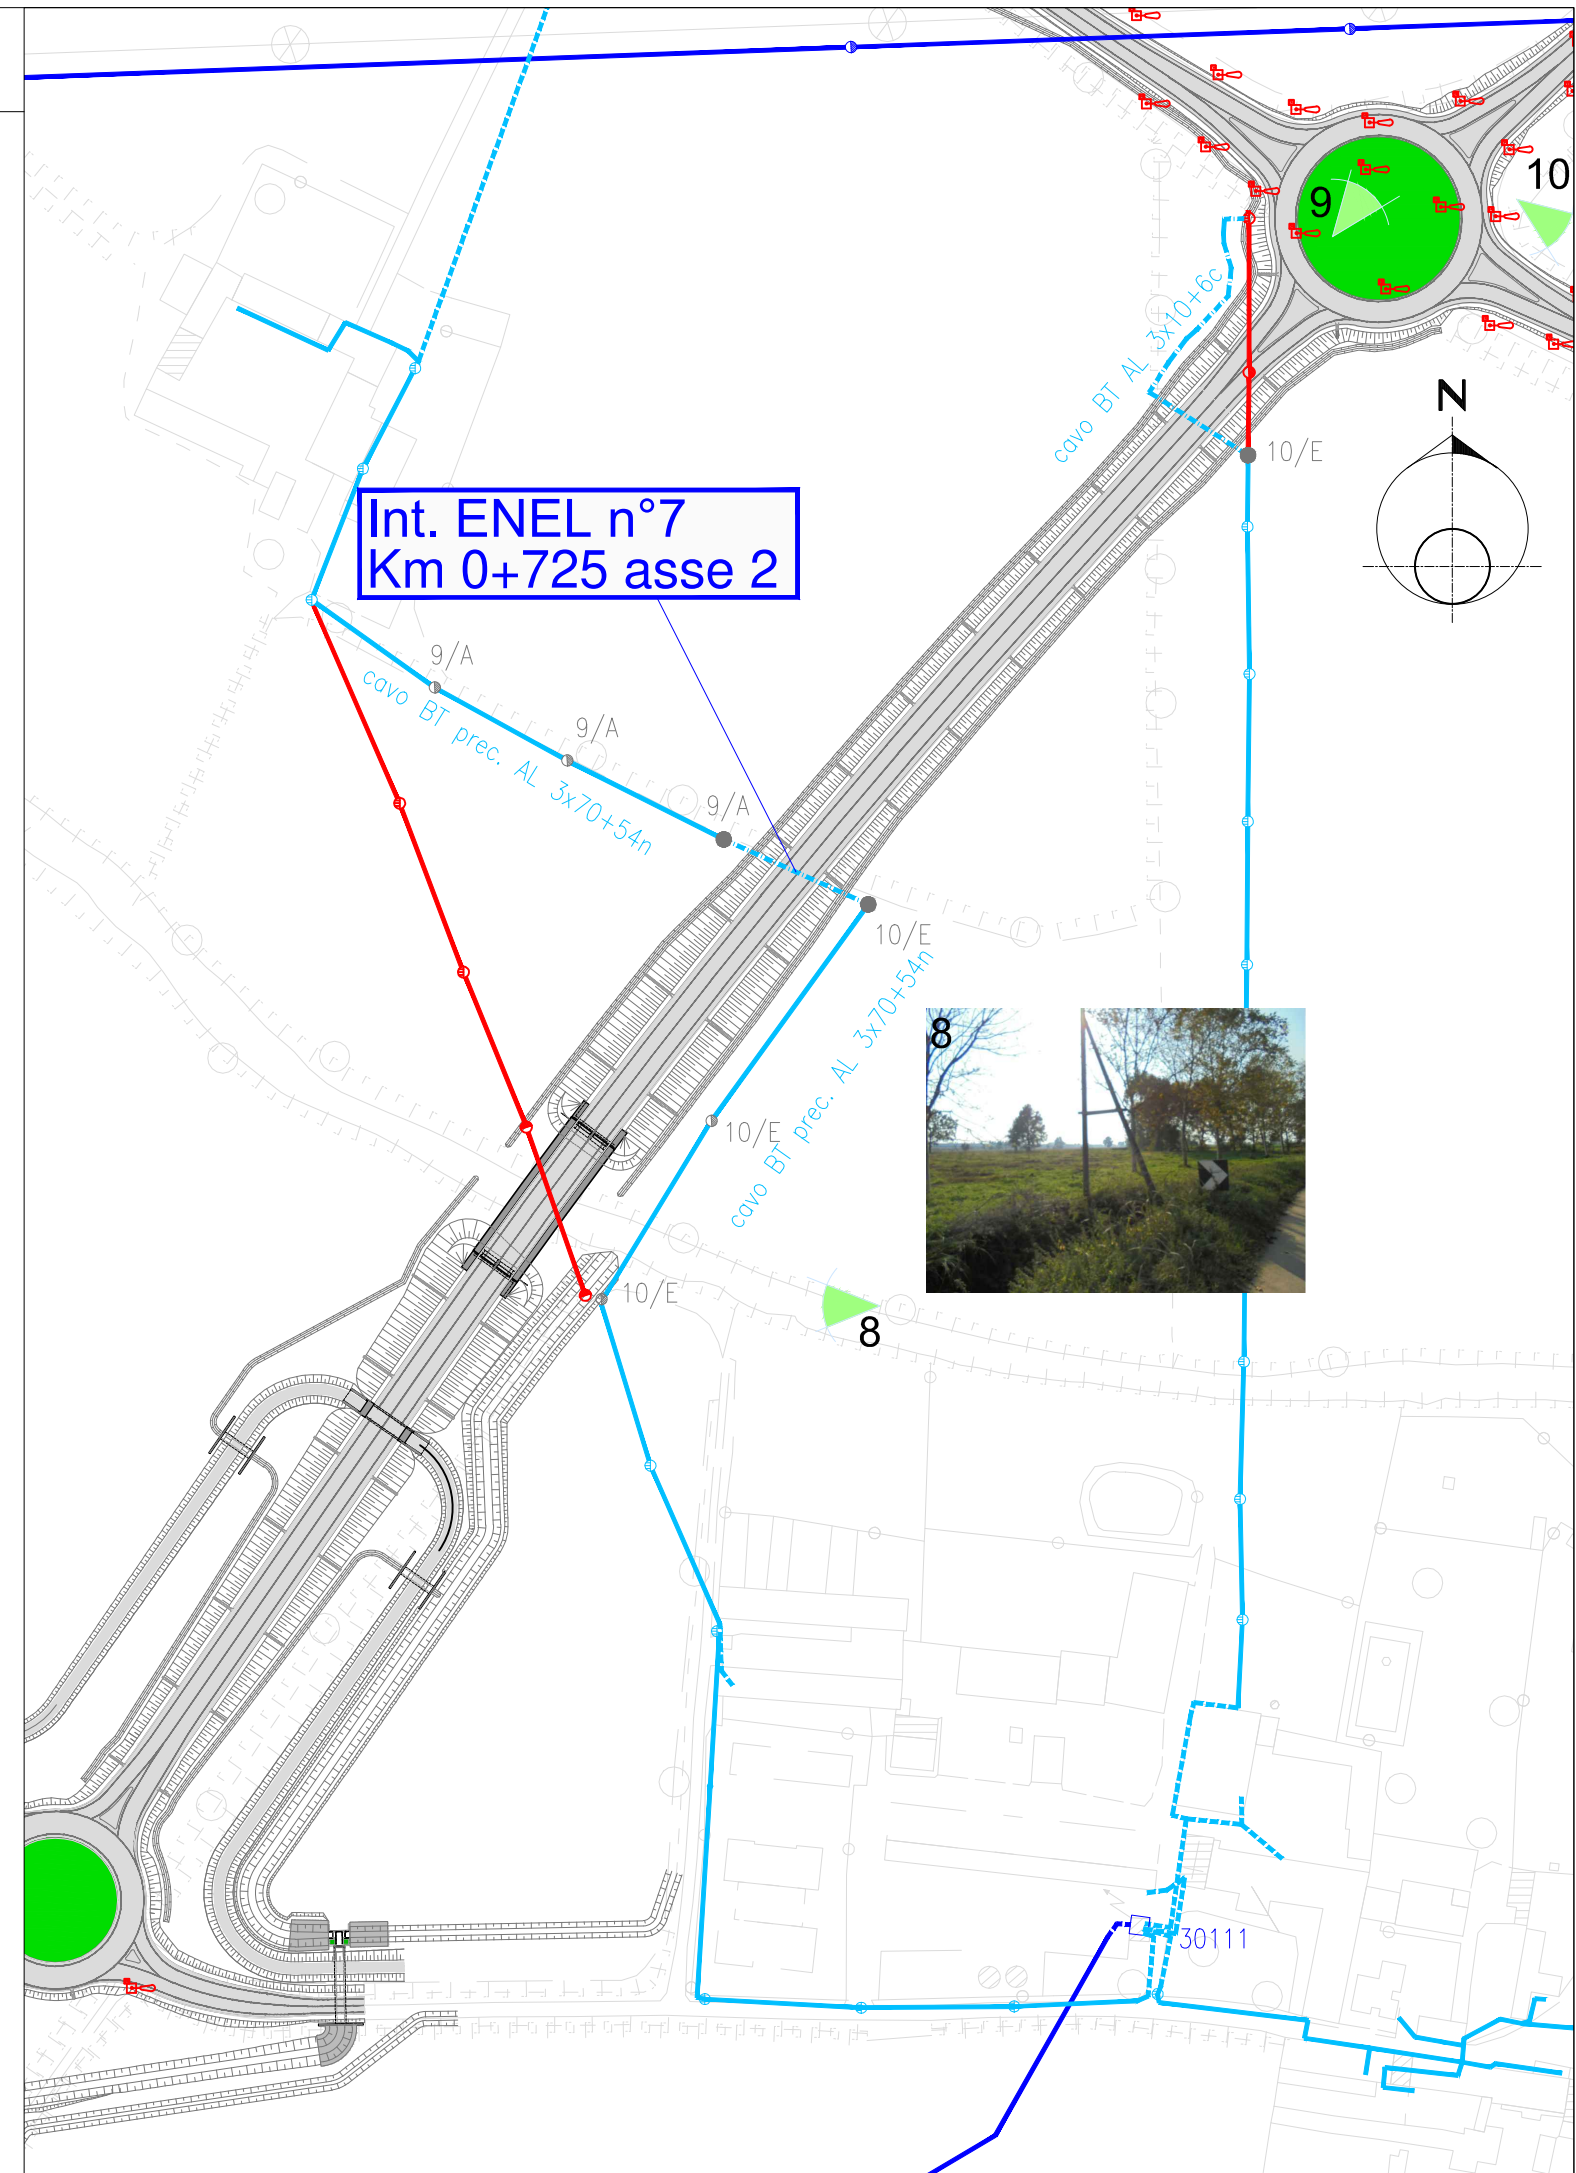 10
9
cavo BT AL 3x10+6c
N
10/E
Int. ENEL n°7
Km 0+725 asse 2
9/A
cavo BT prec. AL 3x70+54n
9/A
9/A
10/E
cavo BT prec. AL 3x70+54n
8
10/E
10/E
8
30111